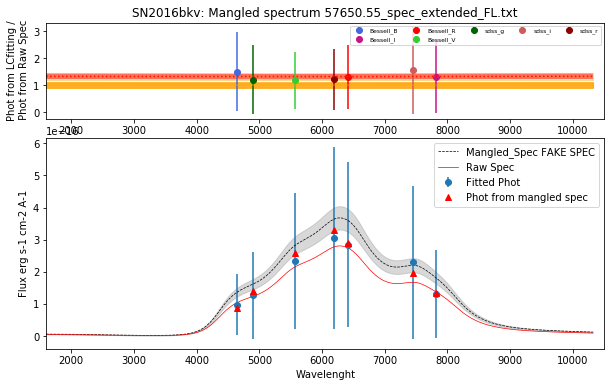 SN2016bkv: Mangled spectrum 57650.55_spec_extended_FL.txt
Phot from LCfitting /
Phot from Raw Spec
3
2
1
0
Bessell_B Bessell_R sdss_g sdss_i sdss_r
Bessell_I Bessell_V
2000 3000 4000 5000 6000 7000 8000 9000 10000
1e−16
Flux erg s-1 cm-2 A-1
6
5
4
3
2
1
0
Mangled_Spec FAKE SPEC
Raw Spec
Fitted Phot
Phot from mangled spec
2000 3000 4000 5000 6000 7000 8000 9000 10000
Wavelenght